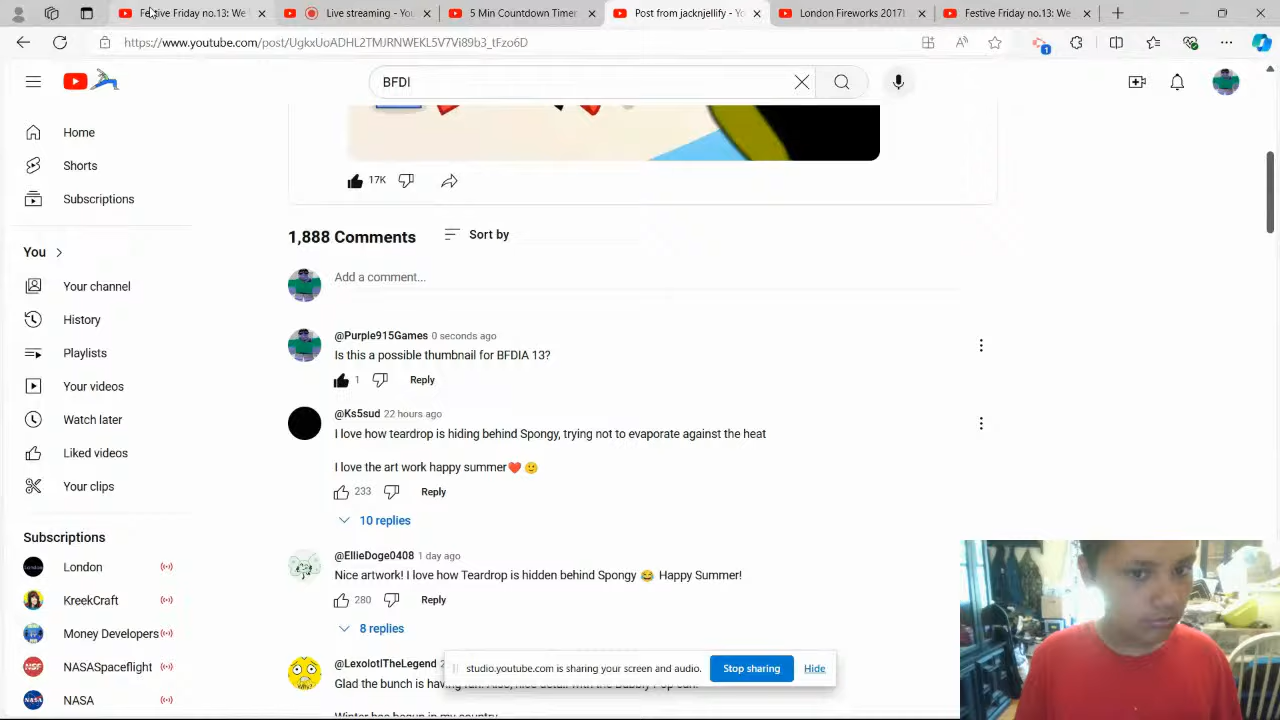 Festive Friday no.13: We
Live streaming - You
5 Min Countdown Timer
Post from jacknjellify - Yo
London Fireworks 2017 |
Festive Friday no.13: We
https://www.youtube.com/post/UgkxUoADHL2TMJRNWEKL5V7Vi89b3_tFzo6D
1
BFDI
Home
Shorts
Subscriptions
You
Your channel
History
Playlists
Your videos
Watch later
Liked videos
Your clips
Subscriptions
London
KreekCraft
Money Developers
NASASpaceflight
NASA
17K
1,888 Comments
Sort by
Add a comment...
@Purple915Games 0 seconds ago
Is this a possible thumbnail for BFDIA 13?
1 Reply
@Ks5sud 22 hours ago
I love how teardrop is hiding behind Spongy, trying not to evaporate against the heat
I love the art work happy summer❤️ 🙂
233 Reply
10 replies
@EllieDoge0408 1 day ago
Nice artwork! I love how Teardrop is hidden behind Spongy 😂 Happy Summer!
280 Reply
8 replies
@LexolotlTheLegend
Glad the bunch is having
Winter has begun in my country
studio.youtube.com is sharing your screen and audio.
Stop sharing
Hide